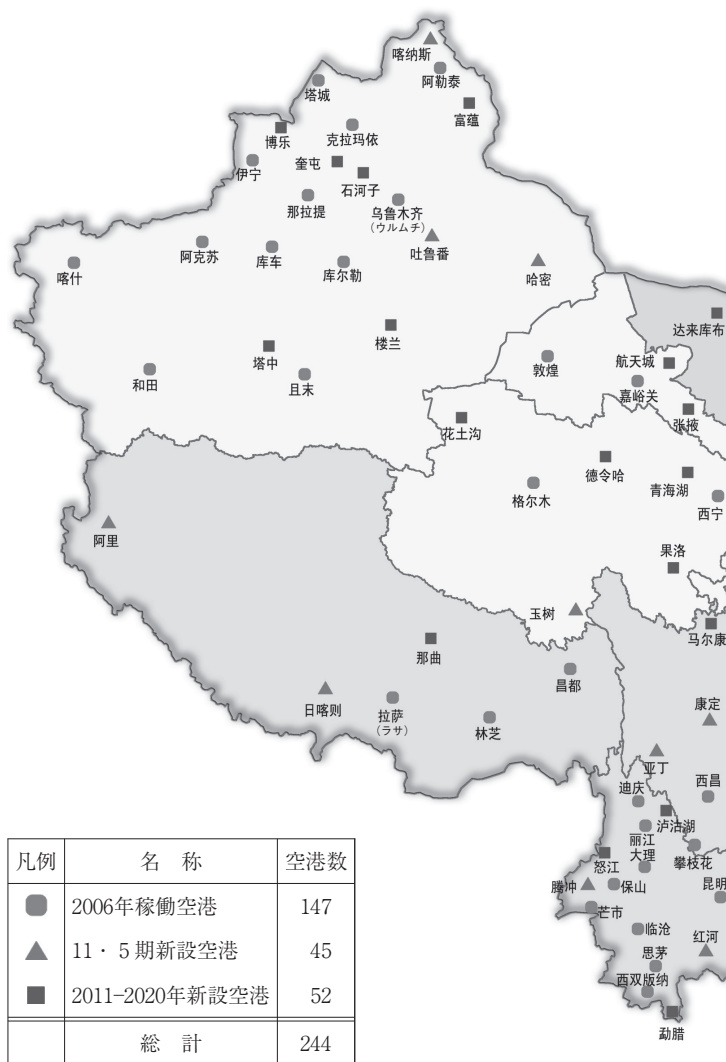 喀纳斯
阿勒泰
塔城
富蕴
博乐
克拉玛依
奎屯
伊宁
石河子
那拉提
乌鲁木齐
(ウルムチ)
吐鲁番
阿克苏
库车
库尔勒
哈密
喀什
达来库布
楼兰
塔中
航天城
敦煌
和田
且末
嘉峪关
张掖
花土沟
德令哈
青海湖
格尔木
西宁
阿里
果洛
玉树
马尔康
那曲
昌都
日喀则
拉萨
(ラサ)
林芝
康定
亚丁
西昌
迪庆
泸沽湖
丽江
大理
攀枝花
怒江
腾冲
保山
昆明
芒市
临沧
红河
思茅
西双版纳
勐腊
凡例 名 称 空港数
2006年稼働空港 147
11・5期新設空港 45
2011-2020年新設空港 52
総 計 244